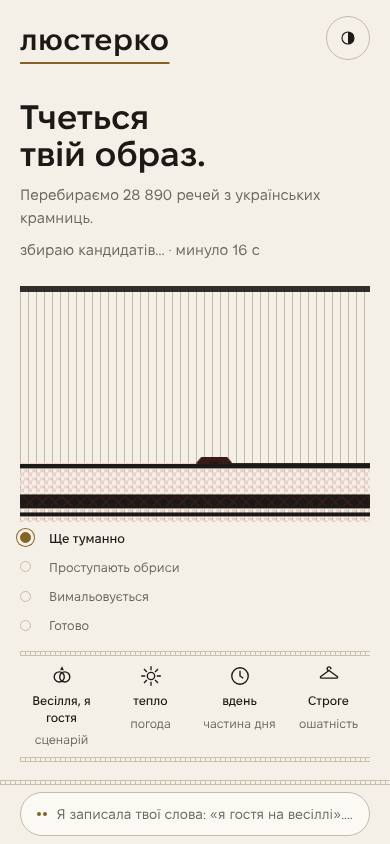 люстерко
Тчеться
твій образ.
Перебираємо 28 890 речей з українських
крамниць.
збираю кандидатів… · минуло 16 с
Ще туманно
Проступають обриси
Вимальовується
Готово
Весілля, я
гостя
сценарій
тепло
погода
вдень
частина дня
Строге
ошатність
Я записала твої слова: «я гостя на весіллі»….